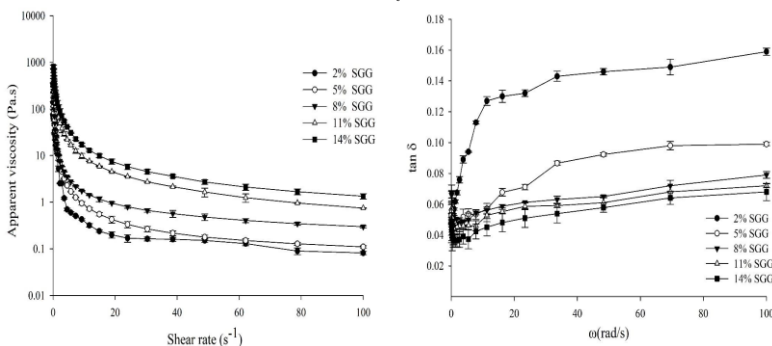 10000
1000
100
10
1
0.1
0.01
Apparent viscosity (Pa.s)
0 20 40 60 80 100
Shear rate (s-1)
2% SGG
5% SGG
8% SGG
11% SGG
14% SGG
0.18
0.16
0.14
0.12
0.10
0.08
0.06
0.04
0.02
tan δ
0 20 40 60 80 100
ω(rad/s)
2% SGG
5% SGG
8% SGG
11% SGG
14% SGG